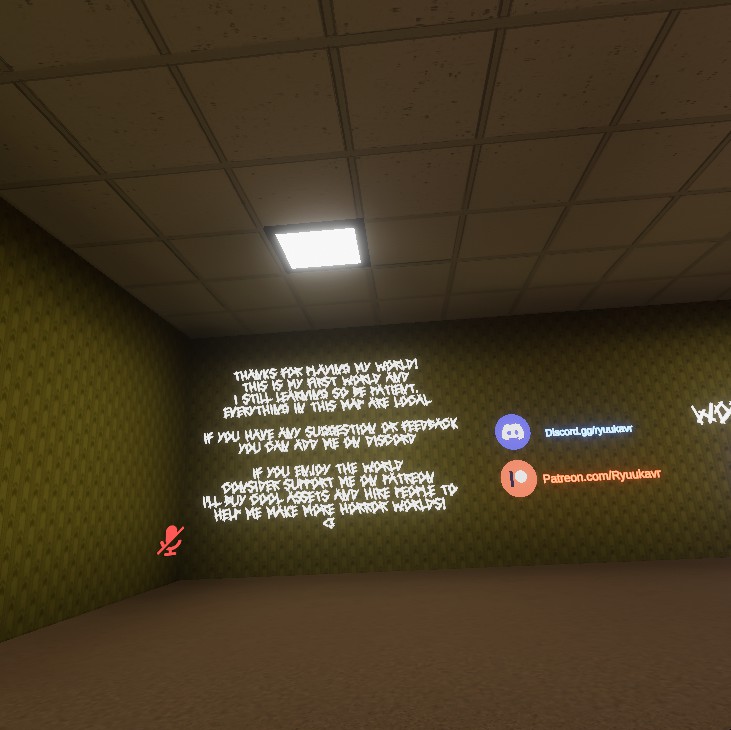 THANKS FOR PLAYING MY WORLD!
THIS IS MY FIRST WORLD AND
I STILL LEARNING SO BE PATIENT.
EVERYTHING IN THIS MAP ARE LOCAL
IF YOU HAVE ANY SUGGESTION OR FEEDBACK
YOU CAN ADD ME ON DISCORD
IF YOU ENJOY THE WORLD
CONSIDER SUPPORT ME ON PATREON
I'LL BUY COOL ASSETS AND HIRE PEOPLE TO
HELP ME MAKE MORE HORROR WORLDS!
<
Discord.gg/ryuukavr
Patreon.com/Ryuukavr